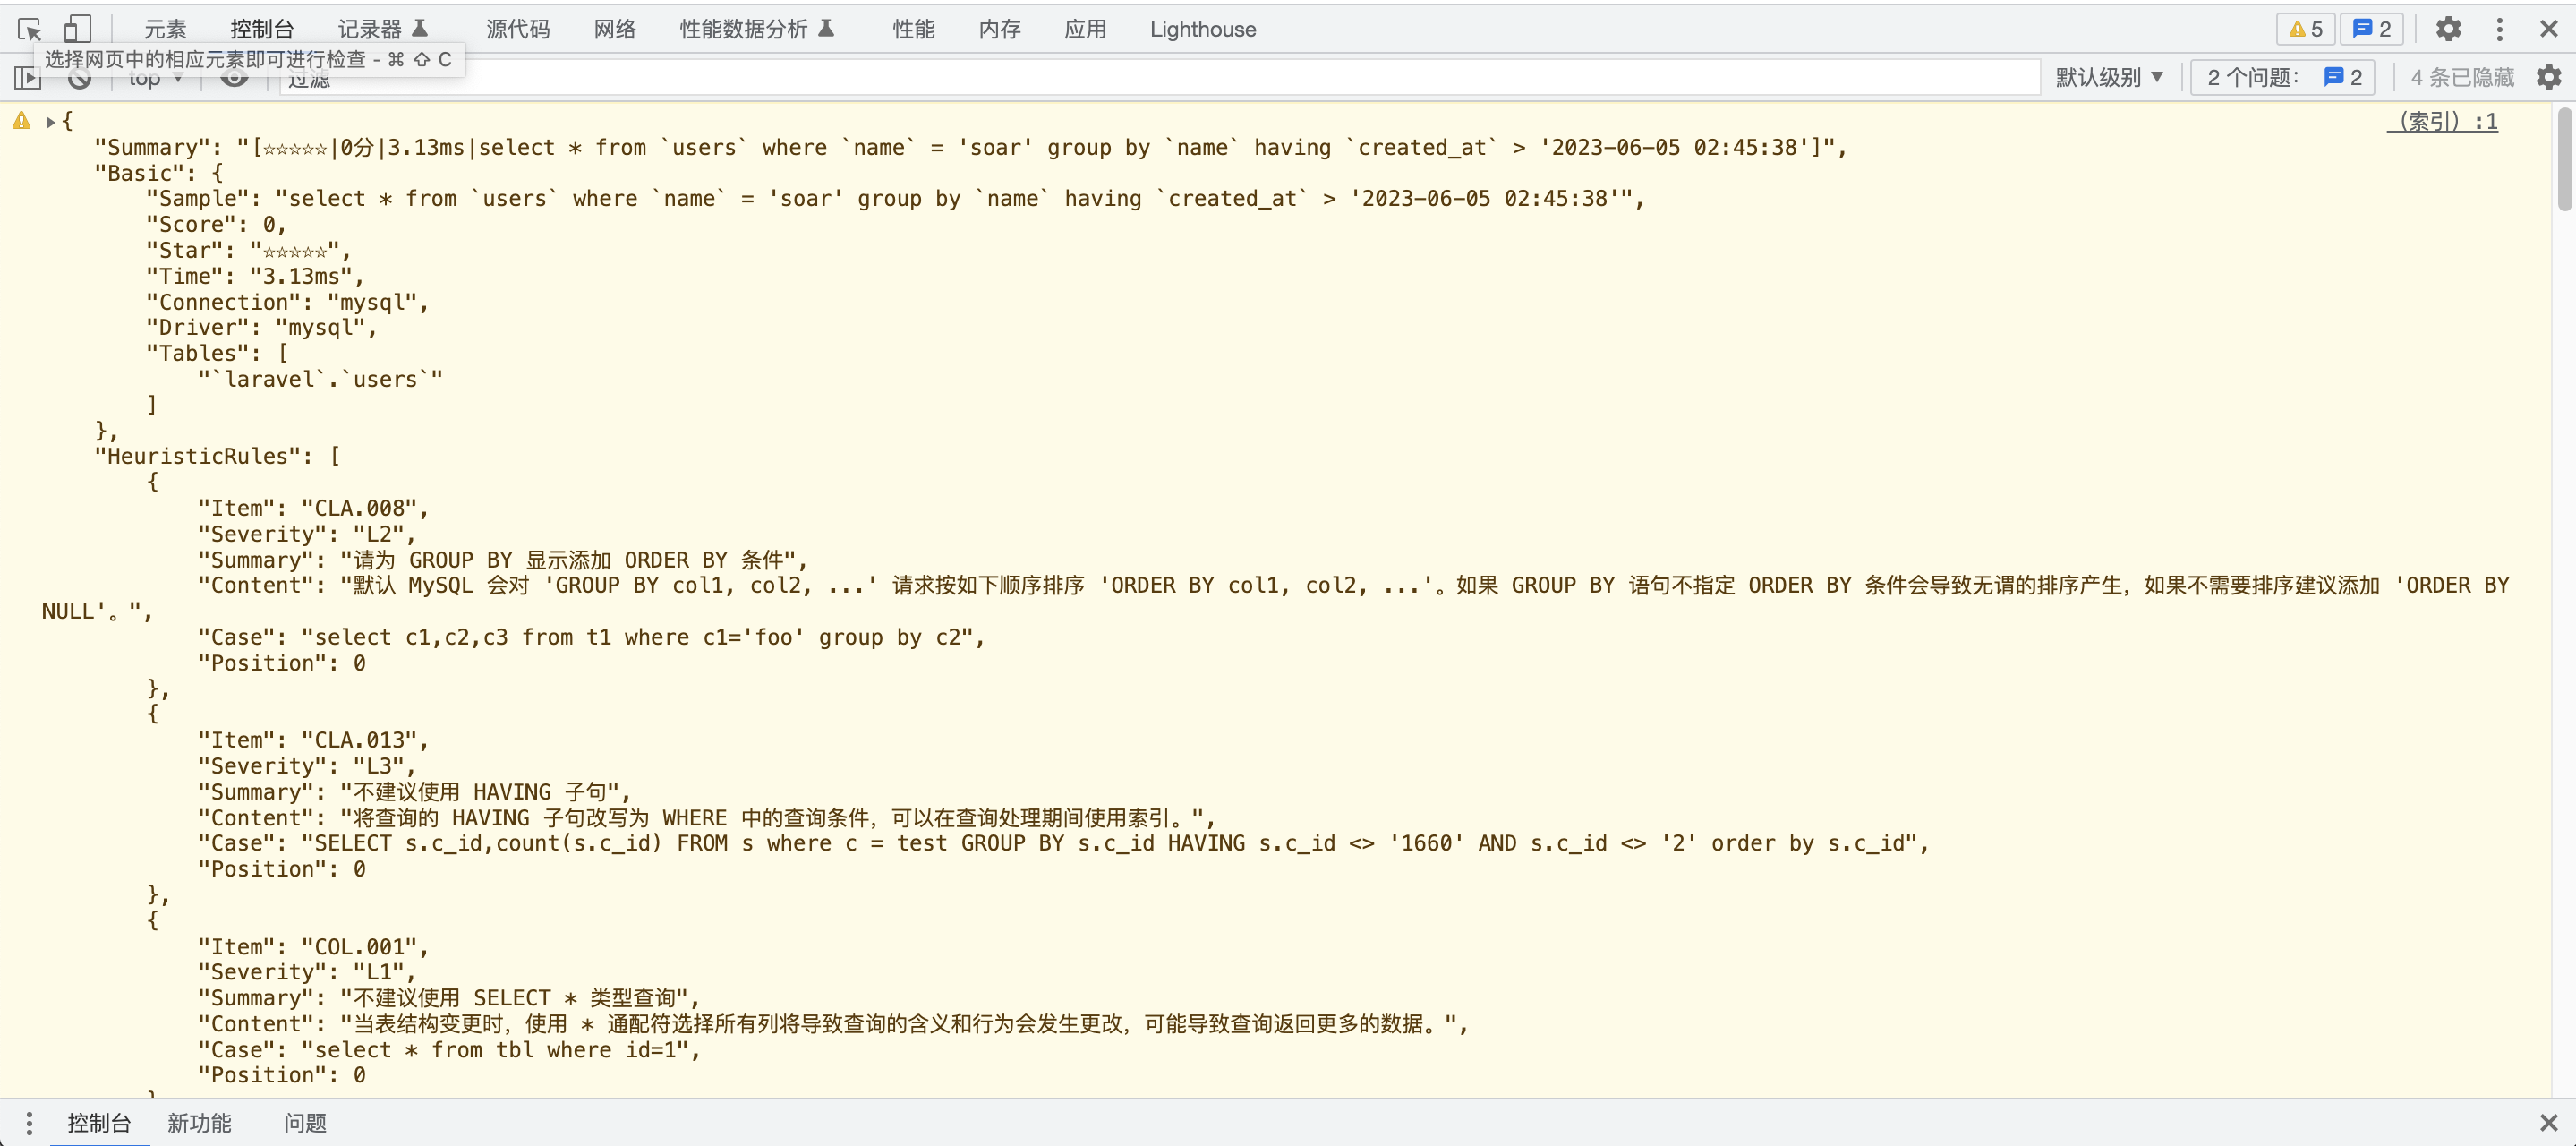 元素 控制台 记录器 源代码 网络 性能数据分析 性能 内存 应用 Lighthouse 5 2
选择网页中的相应元素即可进行检查 - ⌘ ⇧ C
top 过滤 默认级别 2 个问题: 2 4 条已隐藏
{ (索引):1
"Summary": "[☆☆☆☆☆|0分|3.13ms|select * from `users` where `name` = 'soar' group by `name` having `created_at` > '2023-06-05 02:45:38']",
"Basic": {
"Sample": "select * from `users` where `name` = 'soar' group by `name` having `created_at` > '2023-06-05 02:45:38'",
"Score": 0,
"Star": "☆☆☆☆☆",
"Time": "3.13ms",
"Connection": "mysql",
"Driver": "mysql",
"Tables": [
"`laravel`.`users`"
]
},
"HeuristicRules": [
{
"Item": "CLA.008",
"Severity": "L2",
"Summary": "请为 GROUP BY 显示添加 ORDER BY 条件",
"Content": "默认 MySQL 会对 'GROUP BY col1, col2, ...' 请求按如下顺序排序 'ORDER BY col1, col2, ...'。如果 GROUP BY 语句不指定 ORDER BY 条件会导致无谓的排序产生，如果不需要排序建议添加 'ORDER BY
NULL'。",
"Case": "select c1,c2,c3 from t1 where c1='foo' group by c2",
"Position": 0
},
{
"Item": "CLA.013",
"Severity": "L3",
"Summary": "不建议使用 HAVING 子句",
"Content": "将查询的 HAVING 子句改写为 WHERE 中的查询条件，可以在查询处理期间使用索引。",
"Case": "SELECT s.c_id,count(s.c_id) FROM s where c = test GROUP BY s.c_id HAVING s.c_id <> '1660' AND s.c_id <> '2' order by s.c_id",
"Position": 0
},
{
"Item": "COL.001",
"Severity": "L1",
"Summary": "不建议使用 SELECT * 类型查询",
"Content": "当表结构变更时，使用 * 通配符选择所有列将导致查询的含义和行为会发生更改，可能导致查询返回更多的数据。",
"Case": "select * from tbl where id=1",
"Position": 0
}
控制台 新功能 问题